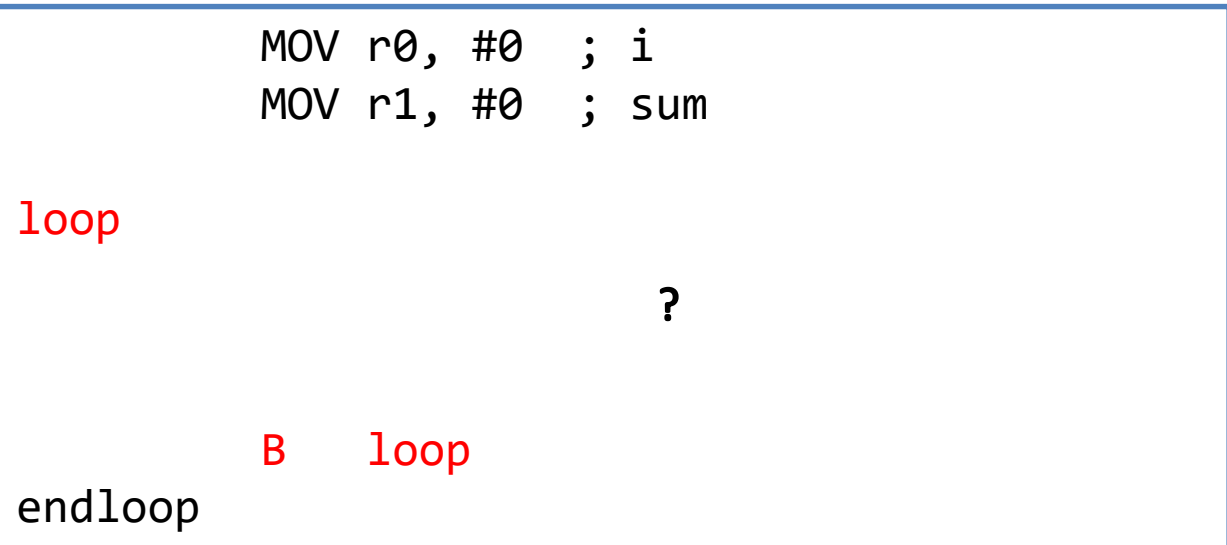 MOV r0, #0 ; i
MOV r1, #0 ; sum
loop
?
B loop
endloop